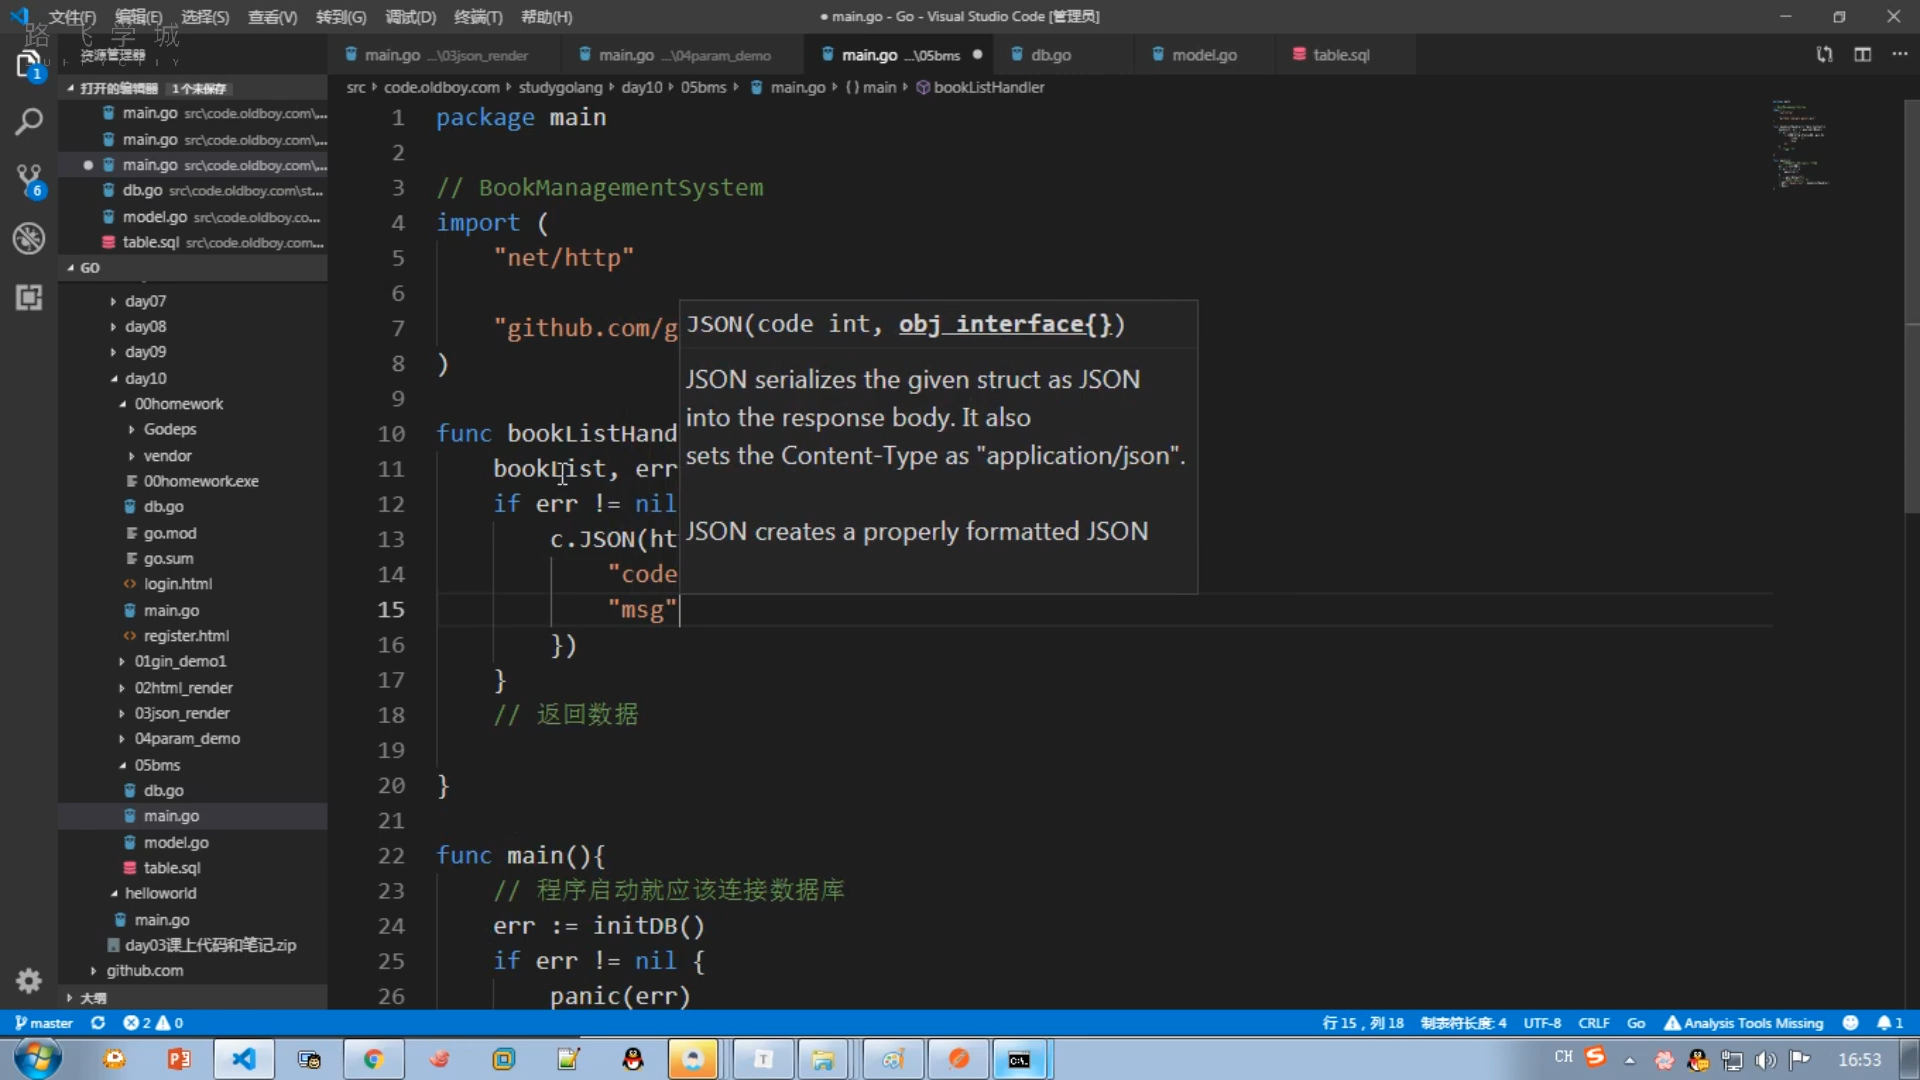 文件(F) 编辑(E) 选择(S) 查看(V) 转到(G) 调试(D) 终端(T) 帮助(H)
● main.go - Go - Visual Studio Code [管理员]
路飞学城
资源管理器
main.go ...\03json_render
main.go ...\04param_demo
main.go ...\05bms ●
db.go
model.go
table.sql
src › code.oldboy.com › studygolang › day10 › 05bms › main.go › {} main › bookListHandler
打开的编辑器 1 个未保存
main.go src\code.oldboy.com\...
main.go src\code.oldboy.com\...
● main.go src\code.oldboy.com\...
db.go src\code.oldboy.com\st...
model.go src\code.oldboy.co...
table.sql src\code.oldboy.com...
GO
day07
day08
day09
day10
00homework
Godeps
vendor
00homework.exe
db.go
go.mod
go.sum
login.html
main.go
register.html
01gin_demo1
02html_render
03json_render
04param_demo
05bms
db.go
main.go
model.go
table.sql
helloworld
main.go
day03课上代码和笔记.zip
github.com
大纲
1 package main
2
3 // BookManagementSystem
4 import (
5 "net/http"
6
7 "github.com/g
8 )
9
10 func bookListHand
11 bookList, err
12 if err != nil
13 c.JSON(ht
14 "code
15 "msg"
16 })
17 }
18 // 返回数据
19
20 }
21
22 func main(){
23 // 程序启动就应该连接数据库
24 err := initDB()
25 if err != nil {
26 panic(err)
JSON(code int, obj interface{})
JSON serializes the given struct as JSON
into the response body. It also
sets the Content-Type as "application/json".
JSON creates a properly formatted JSON
1
6
master 2 0
行 15，列 18 制表符长度: 4 UTF-8 CRLF Go Analysis Tools Missing 1
CH 16:53